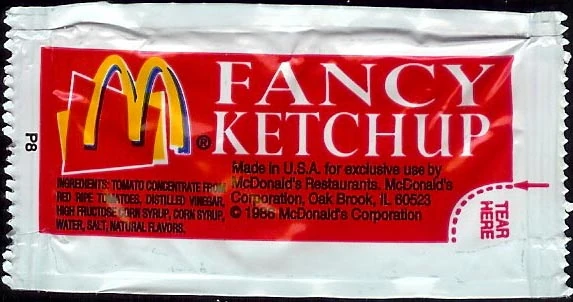 FANCY
KETCHUP
®
Made in U.S.A. for exclusive use by
McDonald's Restaurants. McDonald's
Corporation, Oak Brook, IL 60523
© 1986 McDonald's Corporation
INGREDIENTS: TOMATO CONCENTRATE FROM
RED RIPE TOMATOES, DISTILLED VINEGAR,
HIGH FRUCTOSE CORN SYRUP, CORN SYRUP,
WATER, SALT, NATURAL FLAVORS.
TEAR
HERE
P8